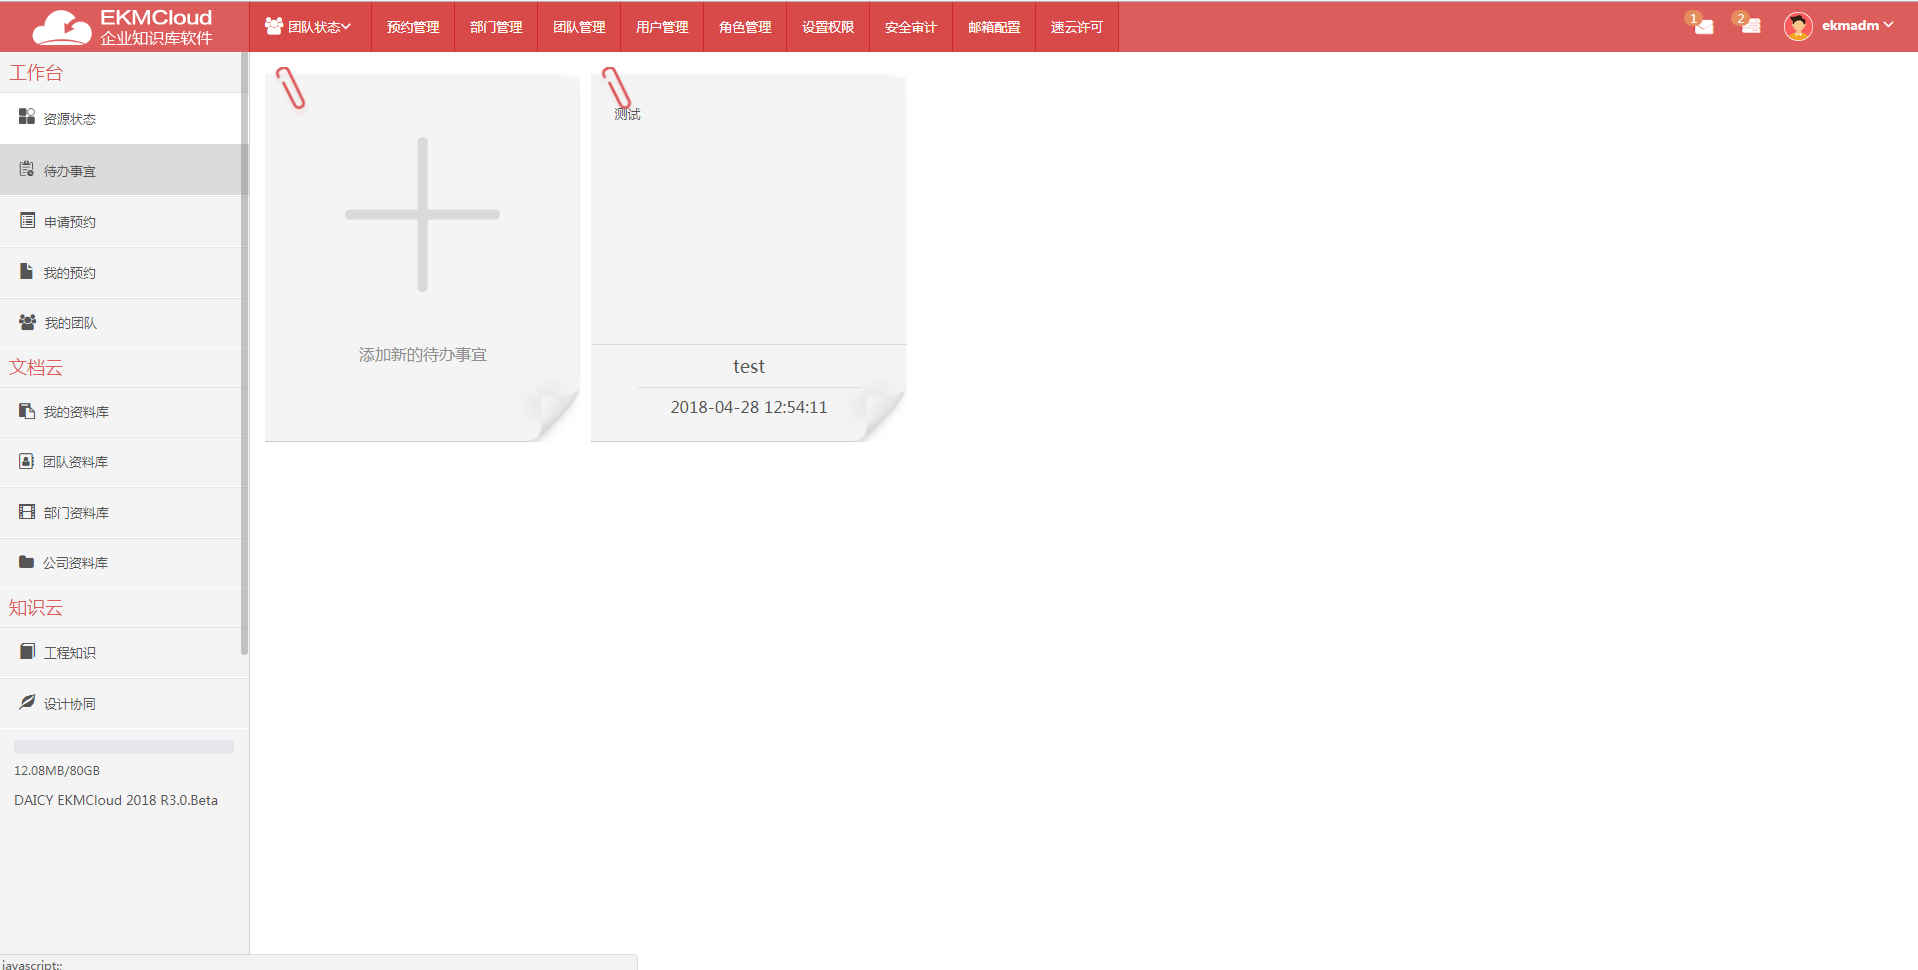 EKMCloud
企业知识库软件
团队状态
预约管理
部门管理
团队管理
用户管理
角色管理
设置权限
安全审计
邮箱配置
速云许可
1
2
ekmadm
工作台
资源状态
待办事宜
申请预约
我的预约
我的团队
文档云
我的资料库
团队资料库
部门资料库
公司资料库
知识云
工程知识
设计协同
12.08MB/80GB
DAICY EKMCloud 2018 R3.0.Beta
添加新的待办事宜
测试
test
2018-04-28 12:54:11
javascript:;